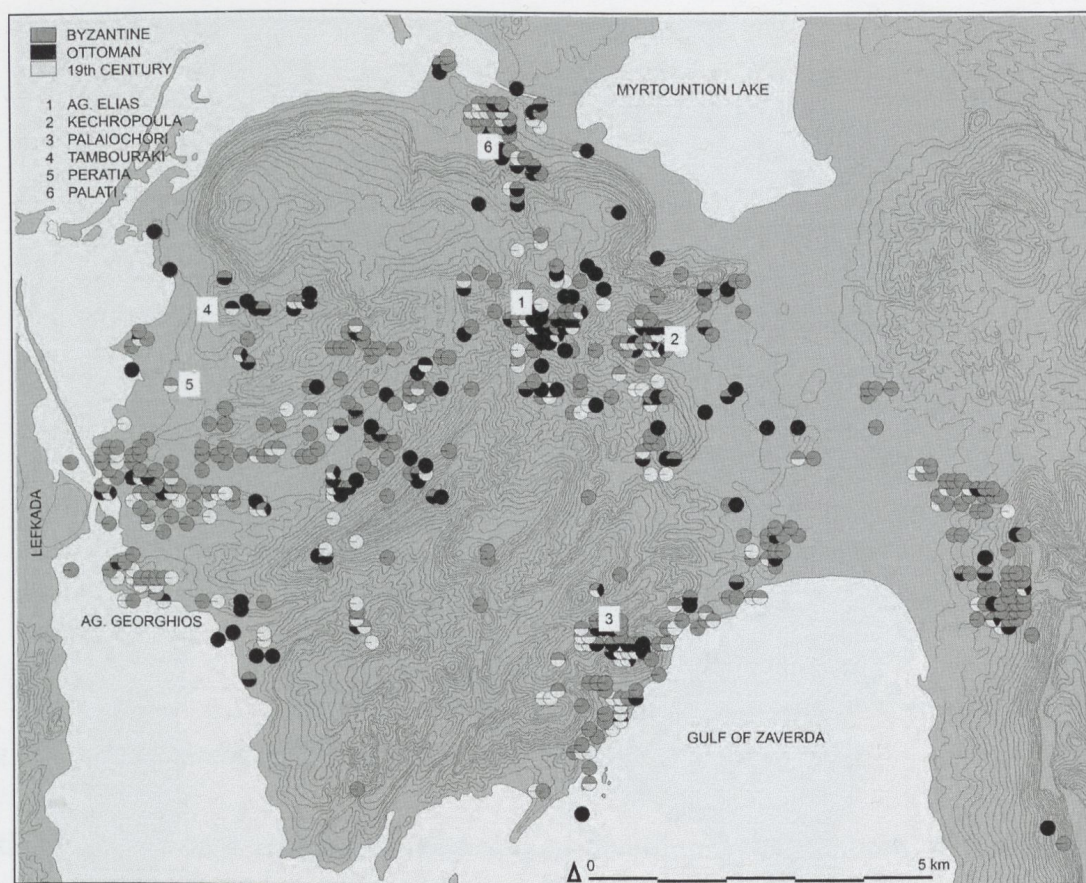 BYZANTINE
OTTOMAN
19th CENTURY
1 AG. ELIAS
2 KECHROPOULA
3 PALAIOCHORI
4 TAMBOURAKI
5 PERATIA
6 PALATI
MYRTOUNTION LAKE
6
1
4
2
5
LEFKADA
AG. GEORGHIOS
3
GULF OF ZAVERDA
0 5 km